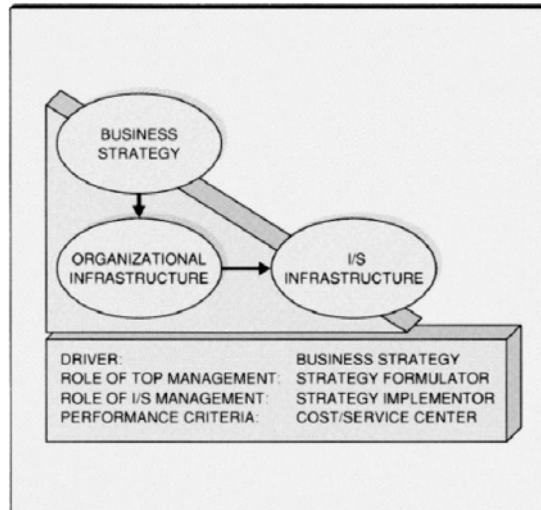 BUSINESS
STRATEGY
ORGANIZATIONAL
INFRASTRUCTURE
I/S
INFRASTRUCTURE
DRIVER: BUSINESS STRATEGY
ROLE OF TOP MANAGEMENT: STRATEGY FORMULATOR
ROLE OF I/S MANAGEMENT: STRATEGY IMPLEMENTOR
PERFORMANCE CRITERIA: COST/SERVICE CENTER